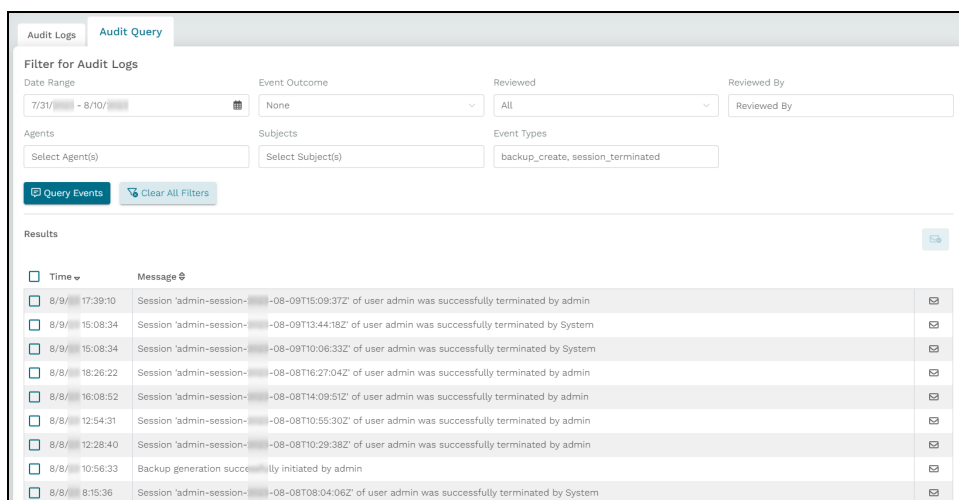 Audit Logs Audit Query
Filter for Audit Logs
Date Range Event Outcome Reviewed Reviewed By
7/31/ - 8/10/ None All Reviewed By
Agents Subjects Event Types
Select Agent(s) Select Subject(s) backup_create, session_terminated
Query Events Clear All Filters
Results
Time Message
8/9/ 17:39:10 Session 'admin-session- -08-09T15:09:37Z' of user admin was successfully terminated by admin
8/9/ 15:08:34 Session 'admin-session- -08-09T13:44:18Z' of user admin was successfully terminated by System
8/9/ 15:08:34 Session 'admin-session- -08-09T10:06:33Z' of user admin was successfully terminated by System
8/8/ 18:26:22 Session 'admin-session- -08-08T16:27:04Z' of user admin was successfully terminated by admin
8/8/ 16:08:52 Session 'admin-session- -08-08T14:09:51Z' of user admin was successfully terminated by admin
8/8/ 12:54:31 Session 'admin-session- -08-08T10:55:30Z' of user admin was successfully terminated by admin
8/8/ 12:28:40 Session 'admin-session- -08-08T10:29:38Z' of user admin was successfully terminated by admin
8/8/ 10:56:33 Backup generation successfully initiated by admin
8/8/ 8:15:36 Session 'admin-session- -08-08T08:04:06Z' of user admin was successfully terminated by System